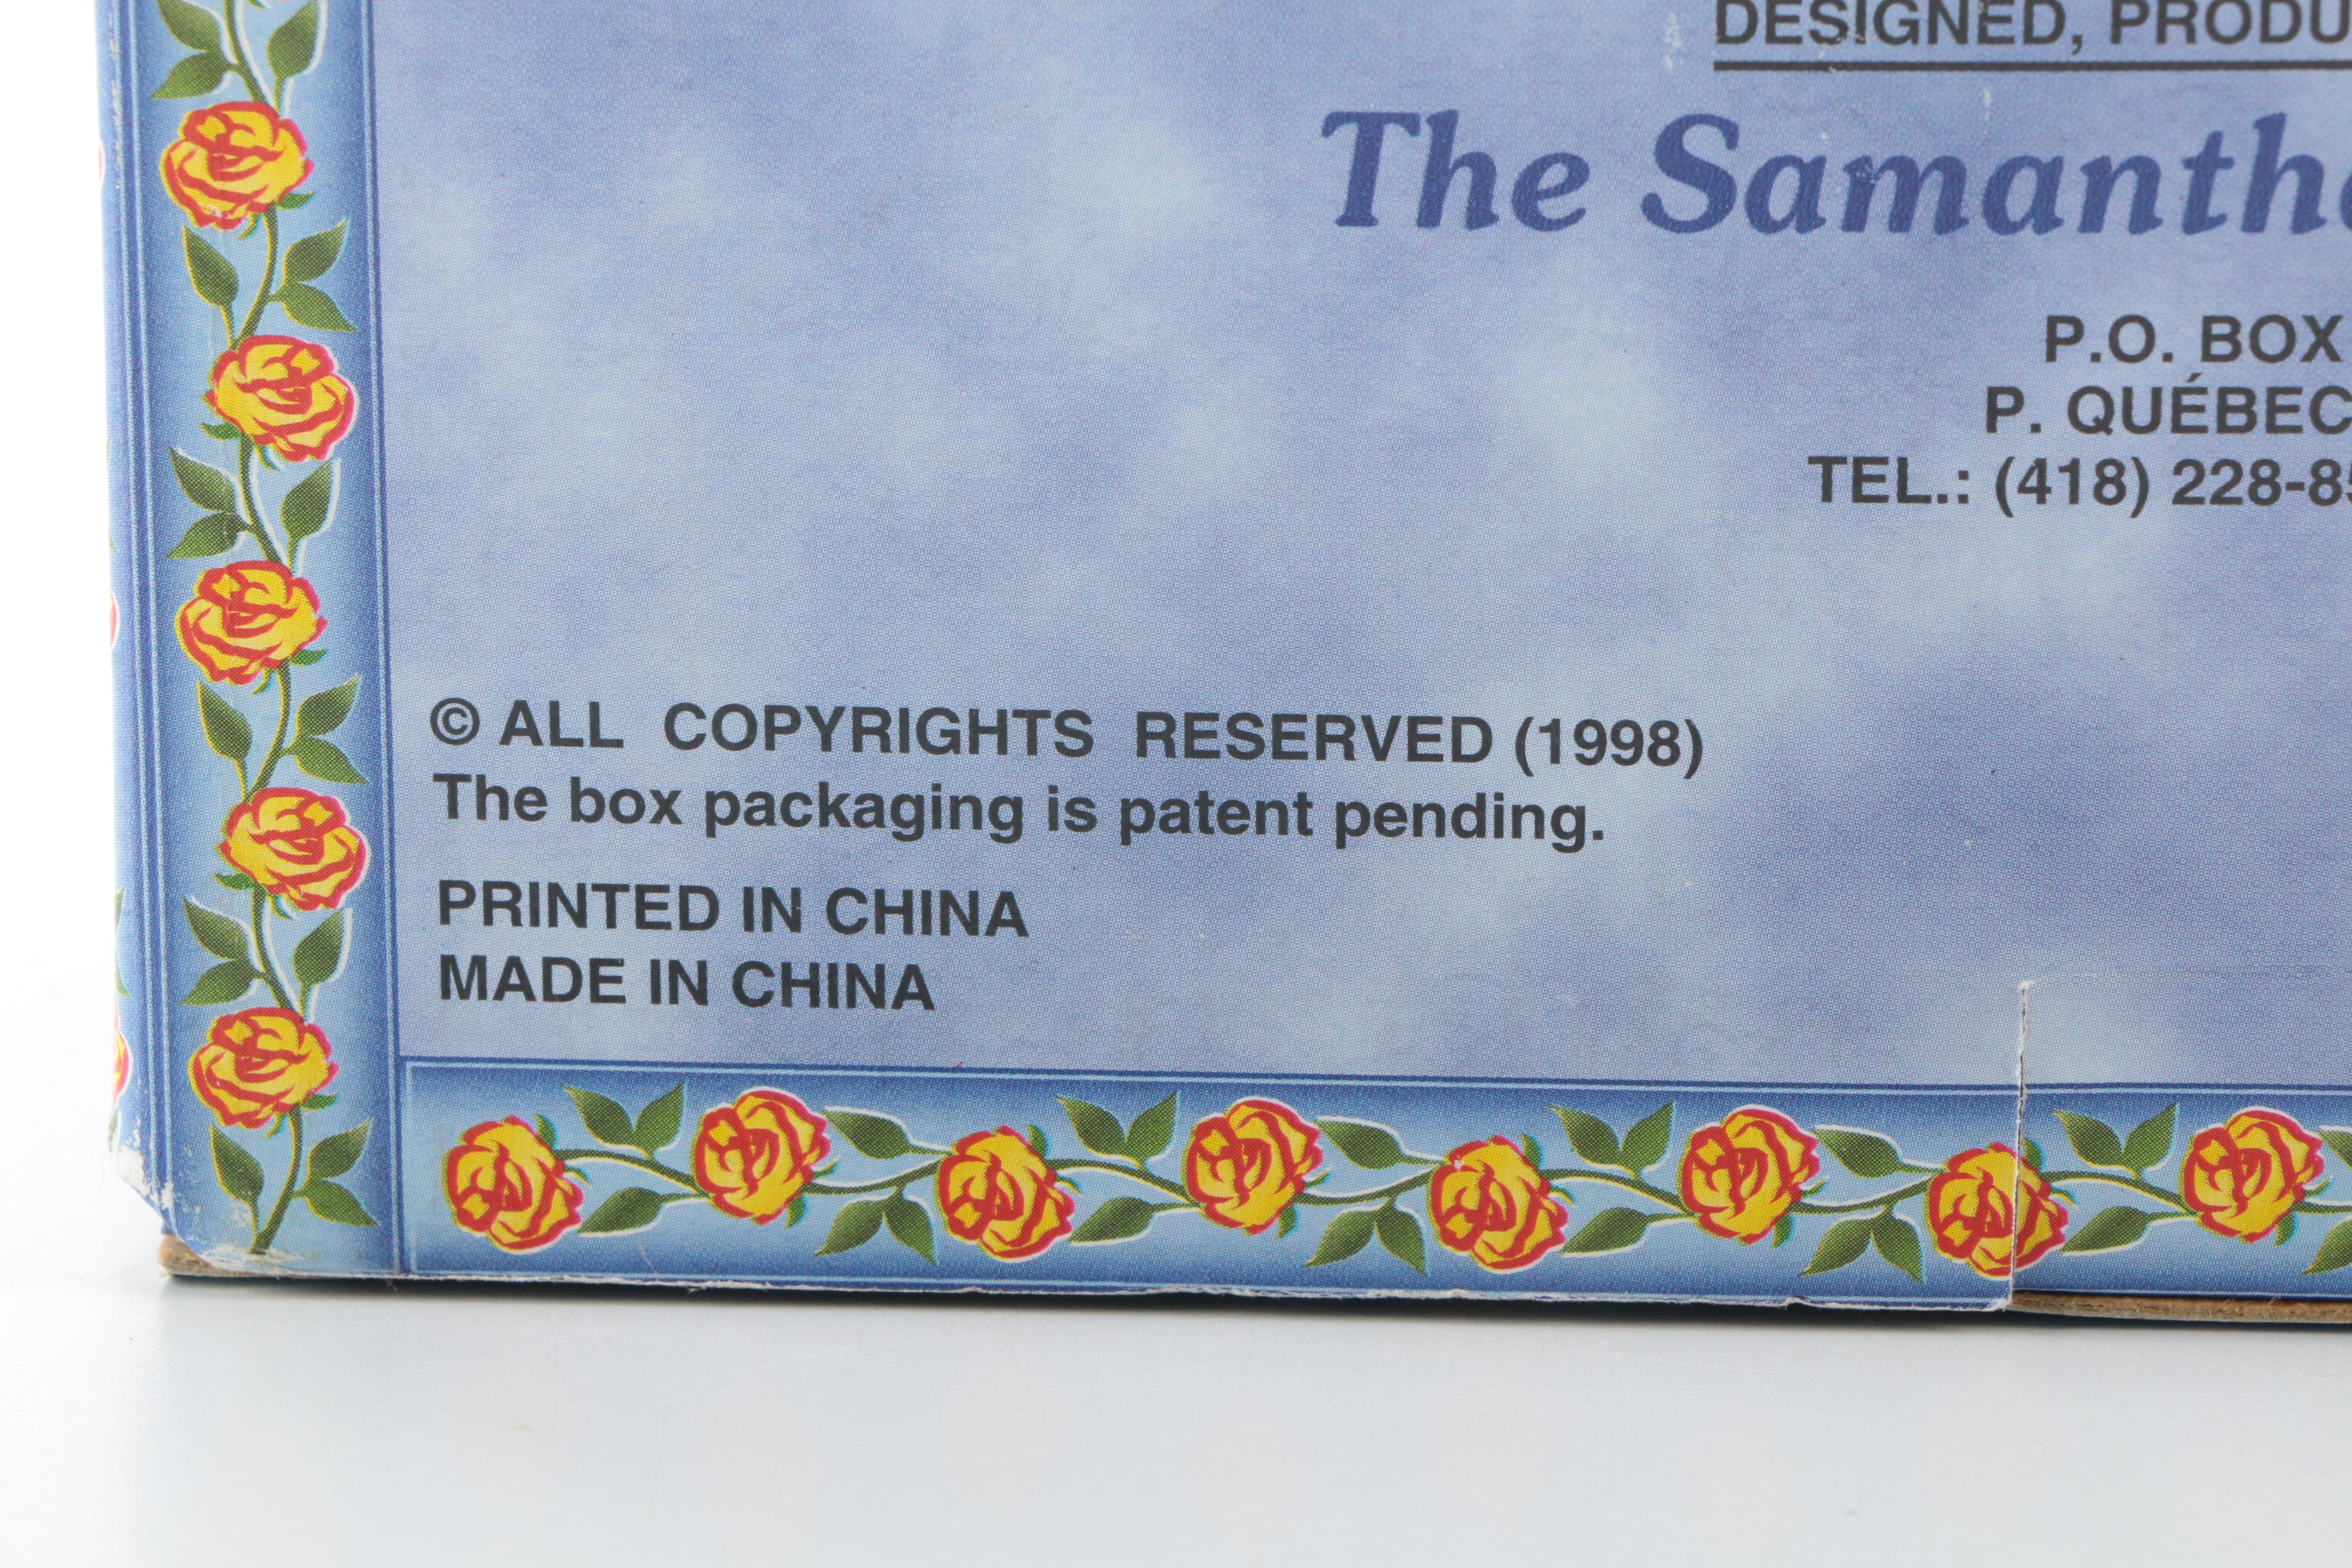 DESIGNED, PRODU
The Samantha
P.O. BOX
P. QUÉBEC
TEL.: (418) 228-8
© ALL COPYRIGHTS RESERVED (1998)
The box packaging is patent pending.
PRINTED IN CHINA
MADE IN CHINA